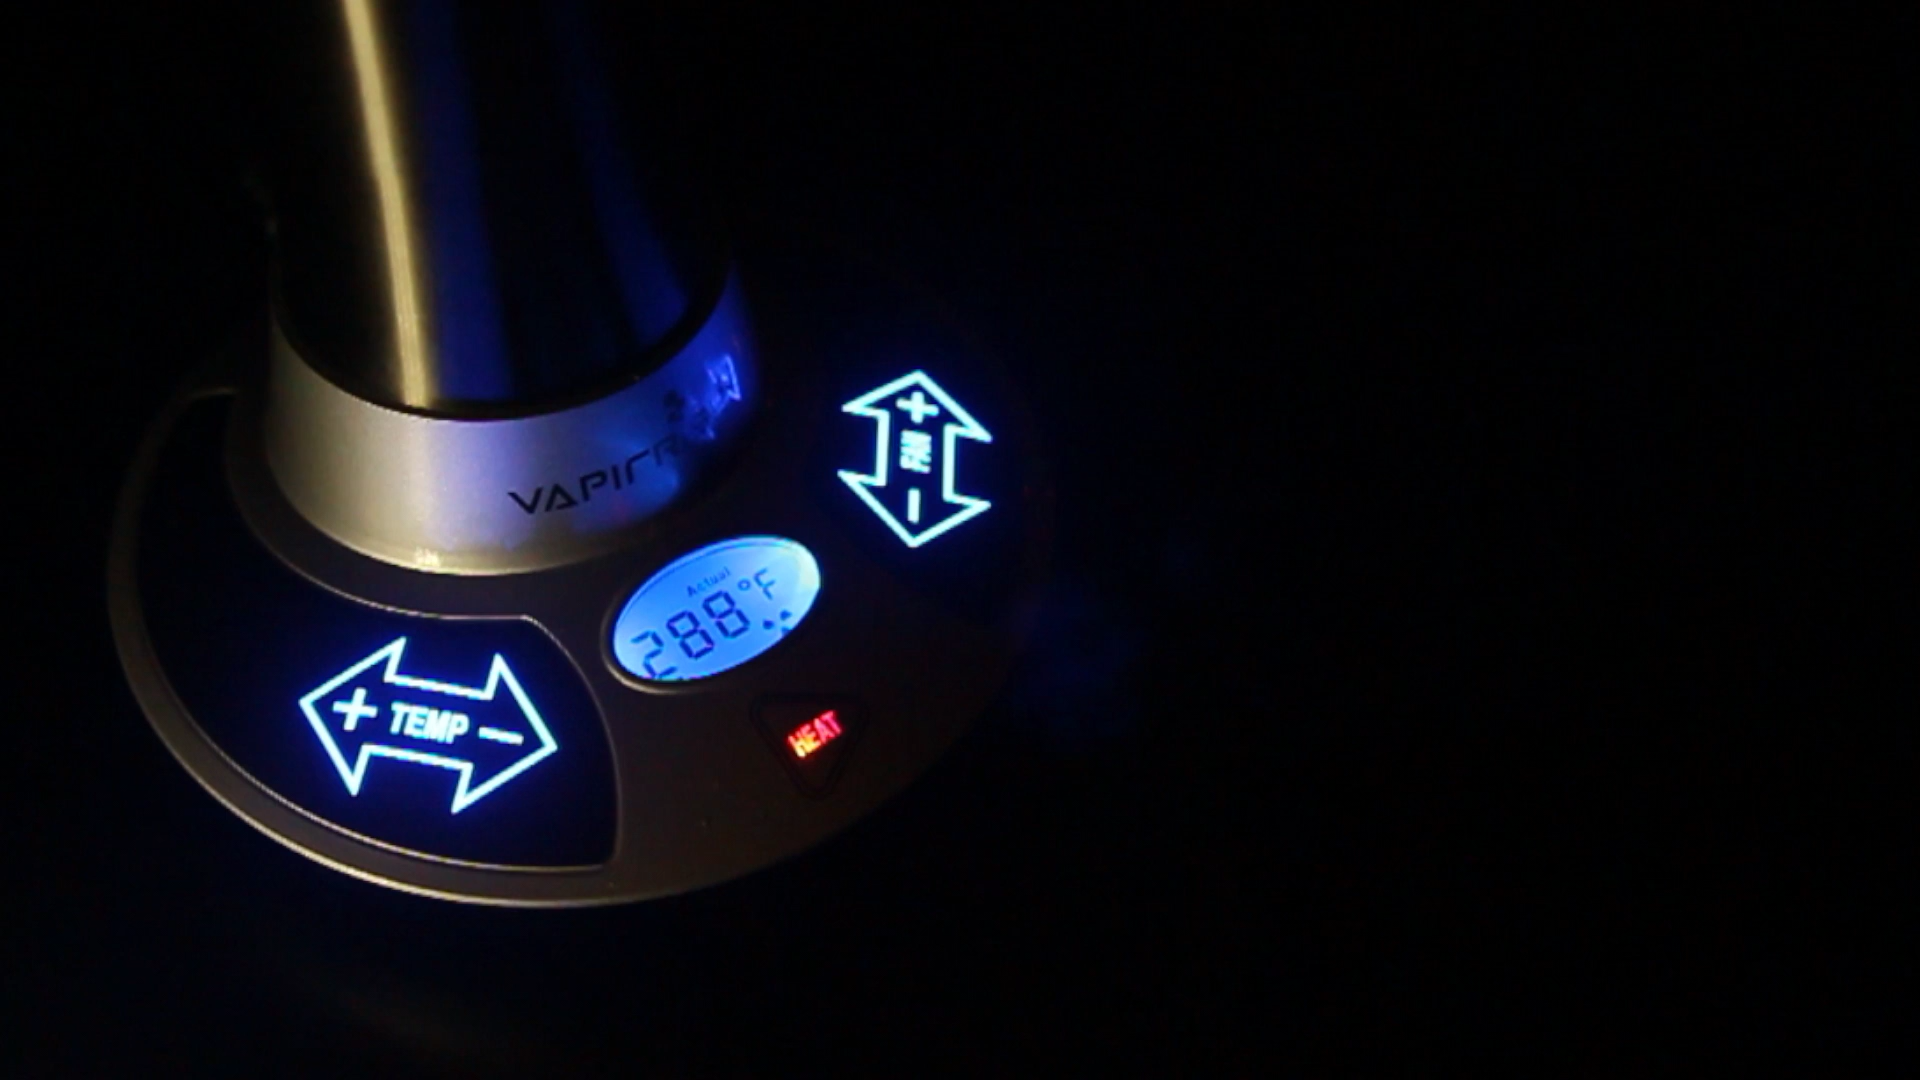 VAPIR
+
FAN
−
Actual
288°F
+ TEMP −
HEAT